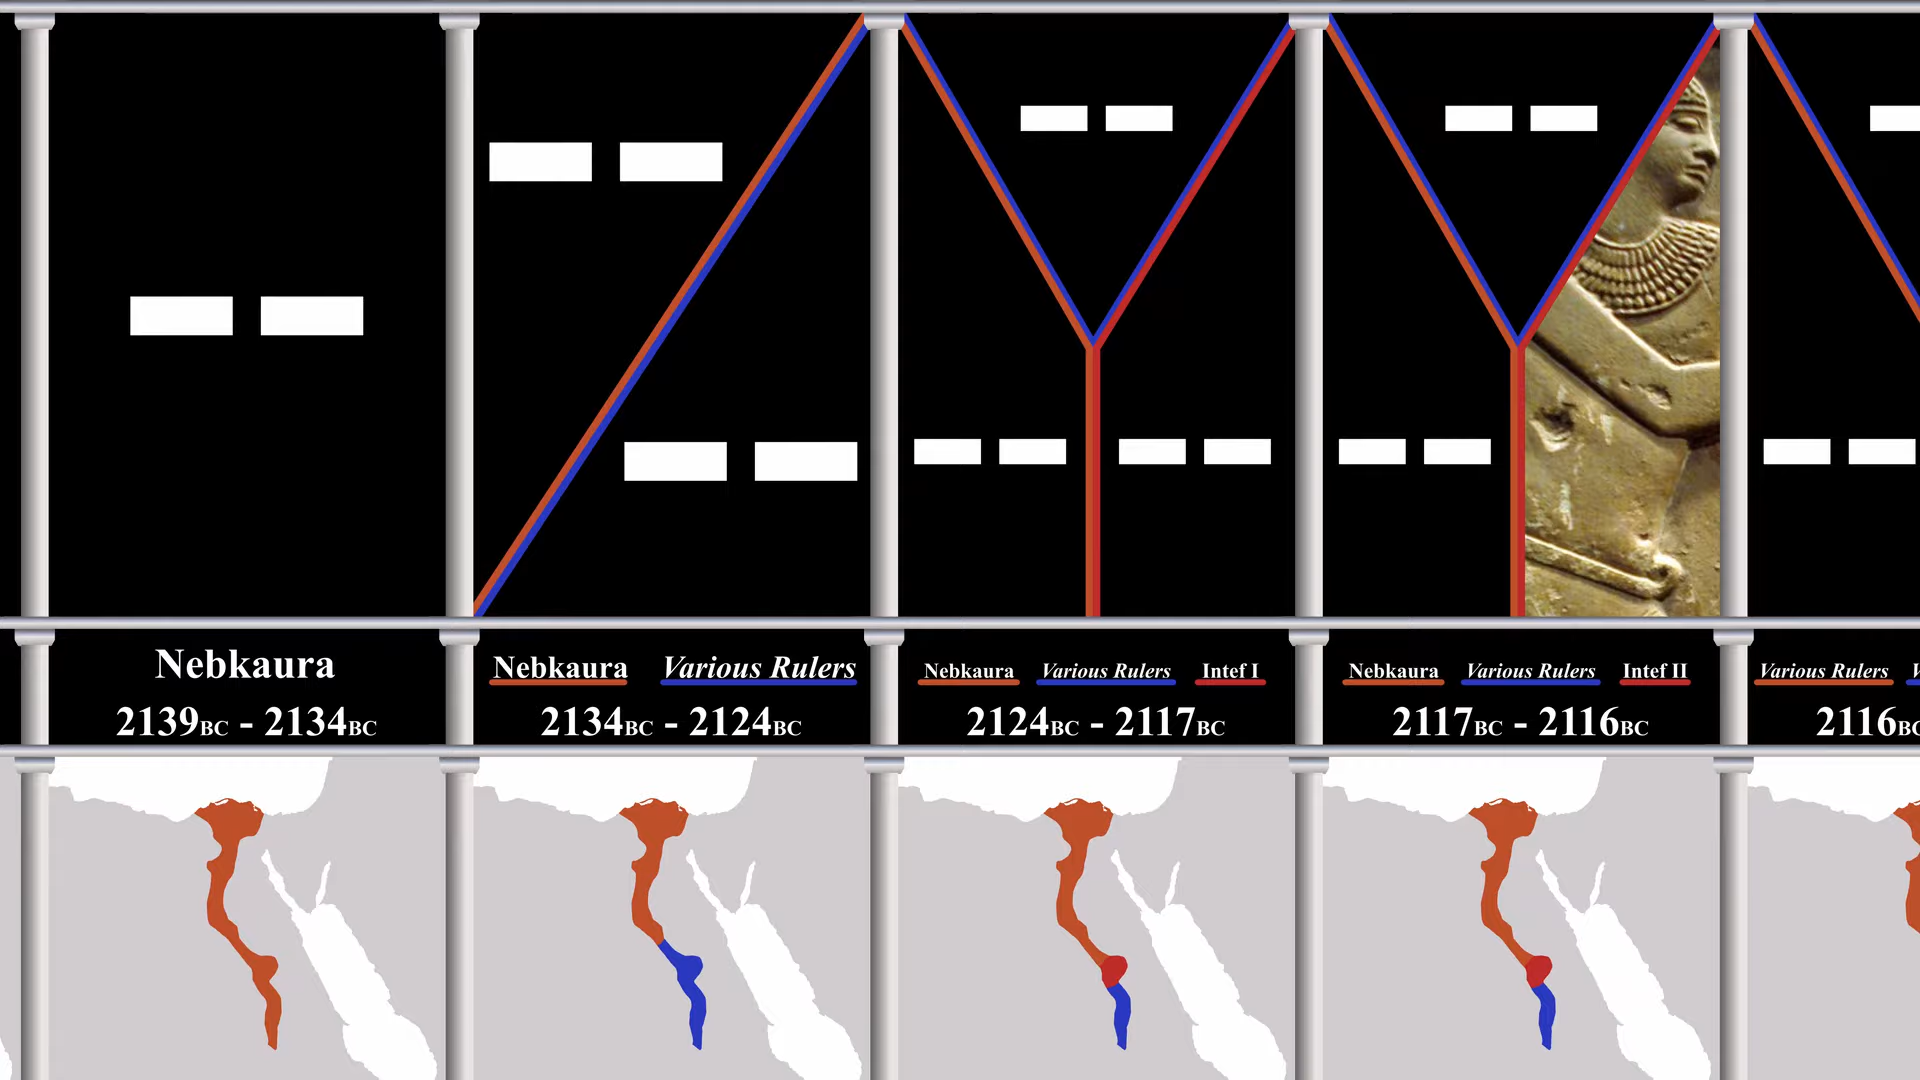 Nebkaura
2139BC - 2134BC
Nebkaura Various Rulers
2134BC - 2124BC
Nebkaura Various Rulers Intef I
2124BC - 2117BC
Nebkaura Various Rulers Intef II
2117BC - 2116BC
Various Rulers
2116BC